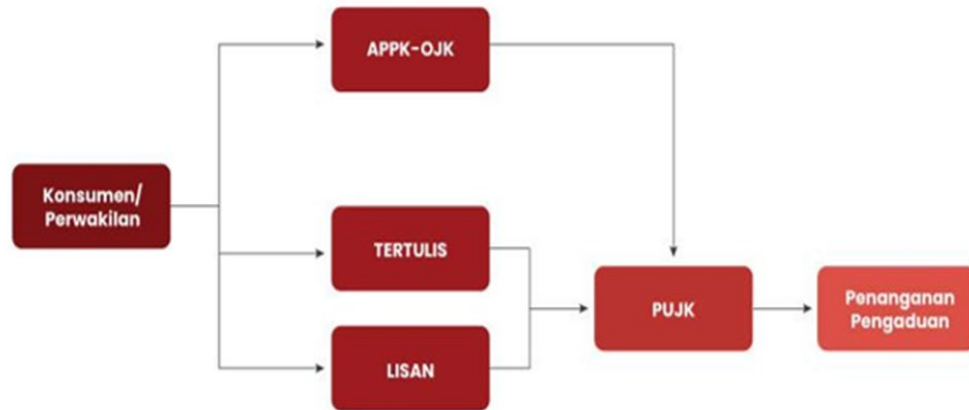 APPK-OJK
Konsumen/
Perwakilan
TERTULIS
LISAN
PUJK
Penanganan
Pengaduan